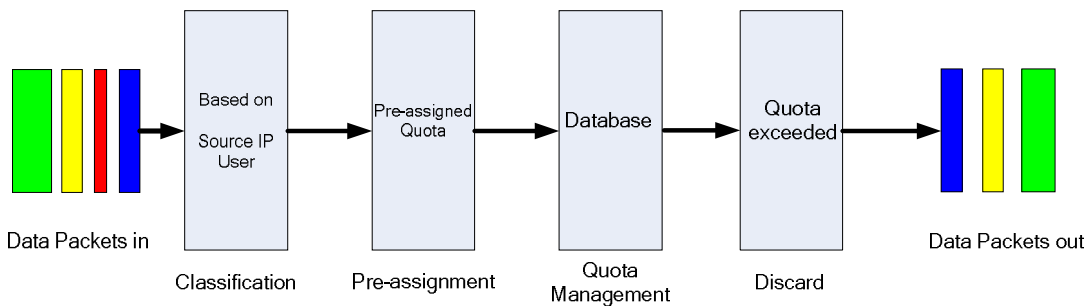 Based on
Source IP
User
Pre-assigned
Quota
Database
Quota
exceeded
Data Packets in
Data Packets out
Classification
Pre-assignment
Quota
Management
Discard